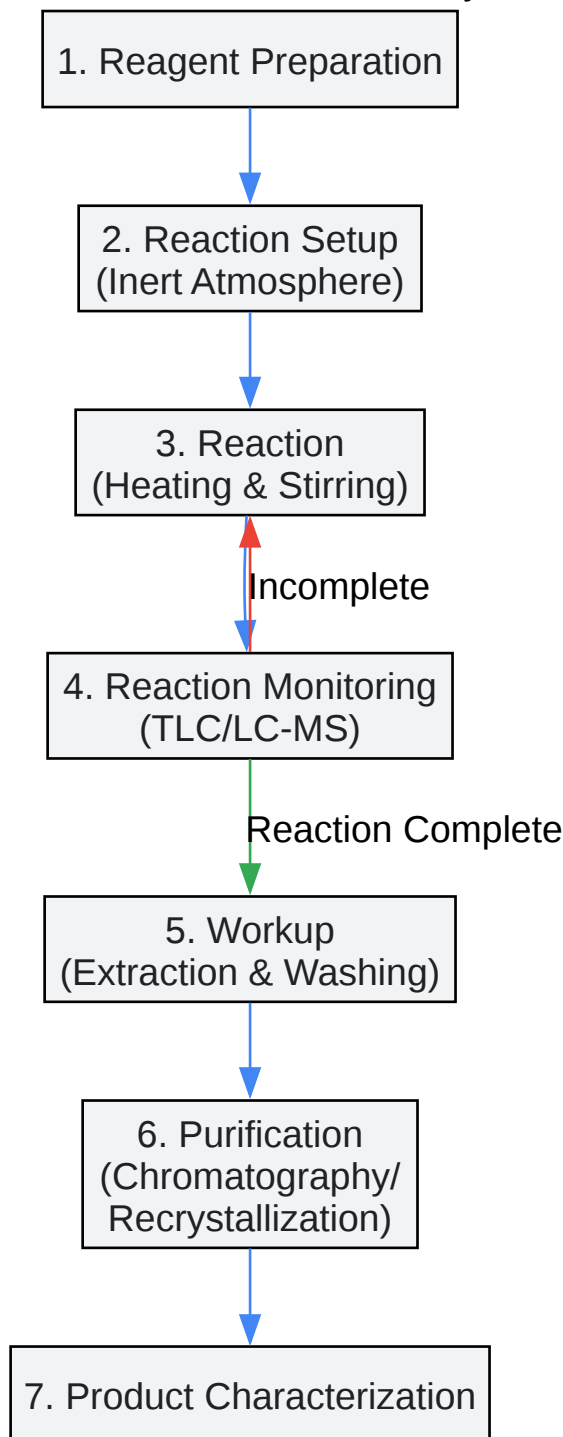 1. Reagent Preparation
2. Reaction Setup
(Inert Atmosphere)
3. Reaction
(Heating & Stirring)
Incomplete
4. Reaction Monitoring
(TLC/LC-MS)
Reaction Complete
5. Workup
(Extraction & Washing)
6. Purification
(Chromatography/
Recrystallization)
7. Product Characterization